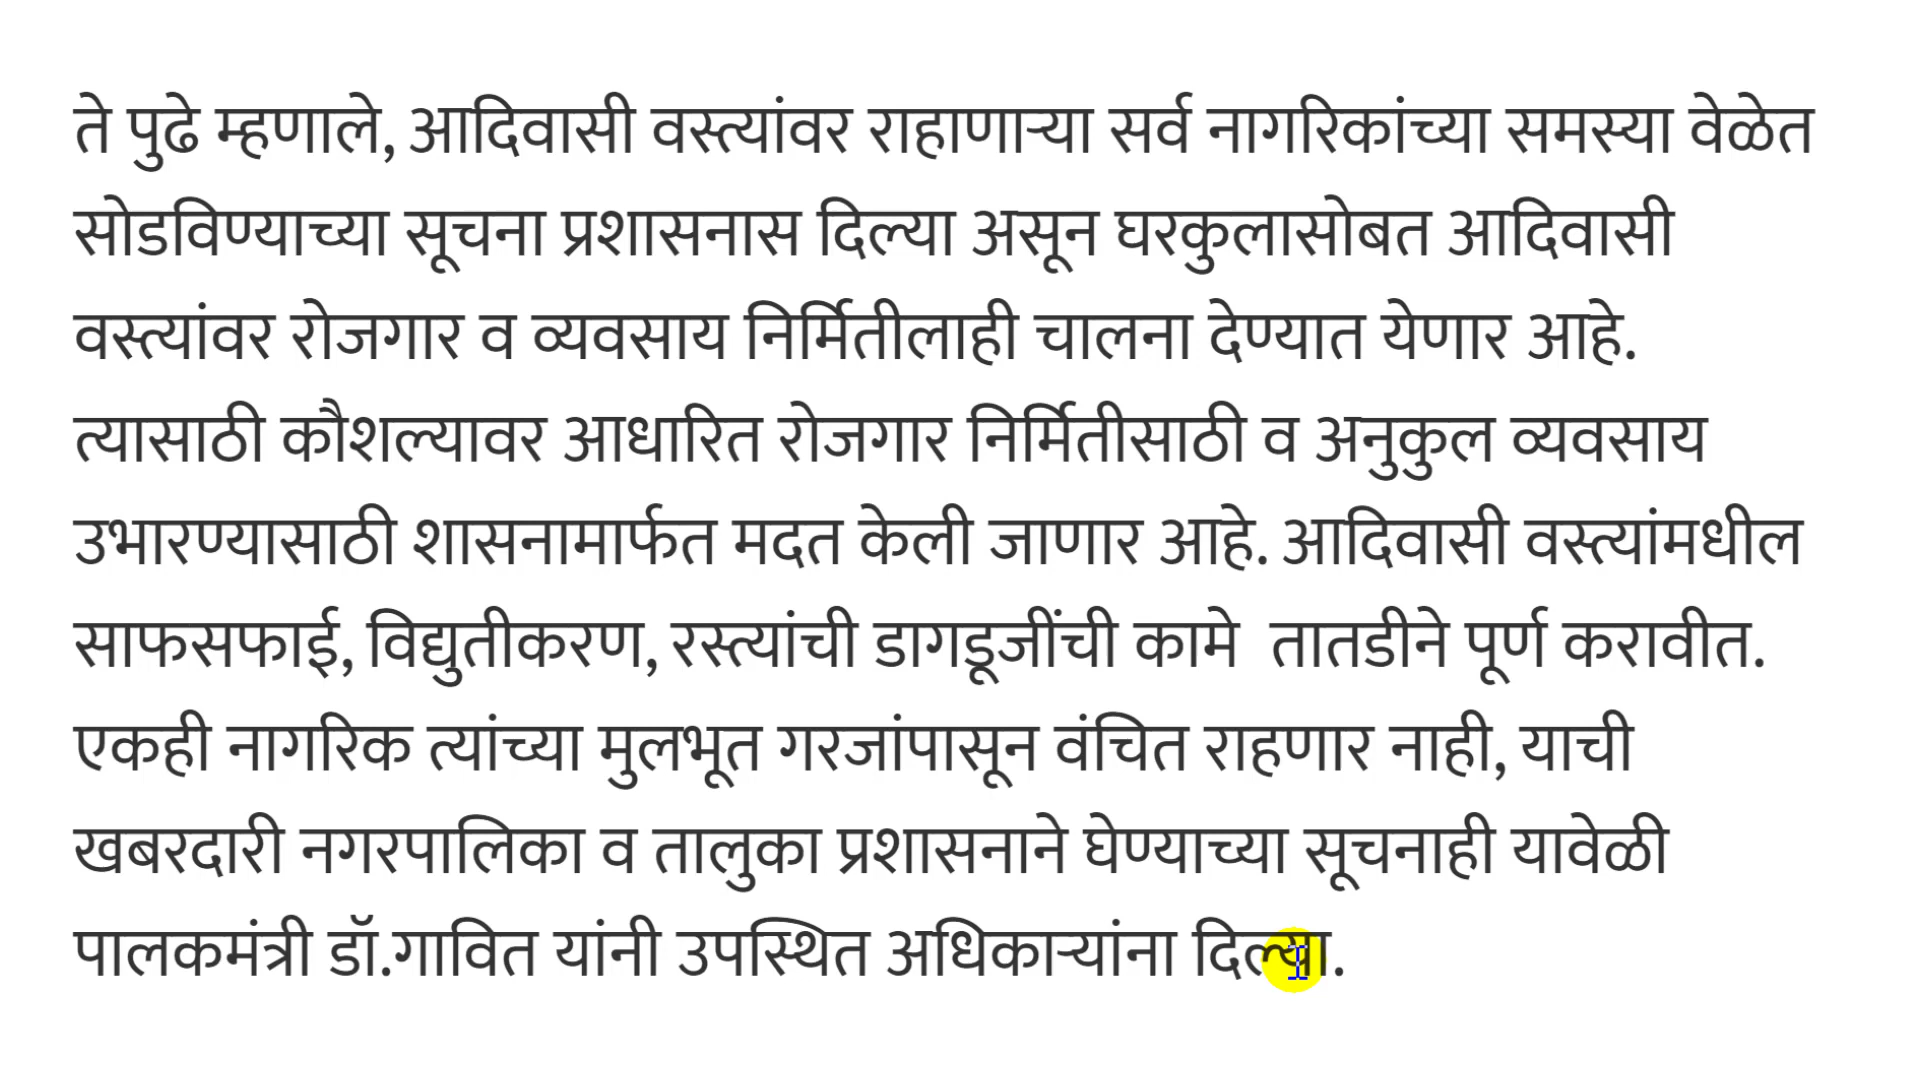 ते पुढे म्हणाले, आदिवासी वस्त्यांवर राहाणाऱ्या सर्व नागरिकांच्या समस्या वेळेत
सोडविण्याच्या सूचना प्रशासनास दिल्या असून घरकुलासोबत आदिवासी
वस्त्यांवर रोजगार व व्यवसाय निर्मितीलाही चालना देण्यात येणार आहे.
त्यासाठी कौशल्यावर आधारित रोजगार निर्मितीसाठी व अनुकुल व्यवसाय
उभारण्यासाठी शासनामार्फत मदत केली जाणार आहे. आदिवासी वस्त्यांमधील
साफसफाई, विद्युतीकरण, रस्त्यांची डागडूजींची कामे  तातडीने पूर्ण करावीत.
एकही नागरिक त्यांच्या मुलभूत गरजांपासून वंचित राहणार नाही, याची
खबरदारी नगरपालिका व तालुका प्रशासनाने घेण्याच्या सूचनाही यावेळी
पालकमंत्री डॉ.गावित यांनी उपस्थित अधिकाऱ्यांना दिल्या.